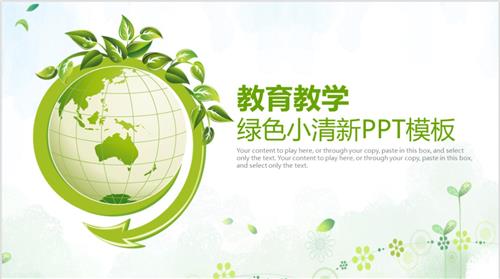 教育教学
绿色小清新PPT模板
Your content to play here, or through your copy, paste in this box, and select
only the text. Your content to play here, or through your copy, paste in this box, and
select only the text.